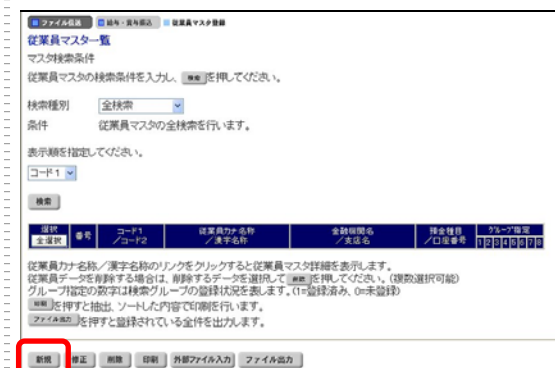 ファイル伝送 給与・賞与振込 従業員マスタ登録
従業員マスタ一覧
マスタ検索条件
従業員マスタの検索条件を入力し、 検索 を押してください。
検索種別 全検索
条件 従業員マスタの全検索を行います。
表示順を指定してください。
コード1
検索
選択 全選択 番号 コード1 /コード2 従業員カナ名称 /漢字名称 金融機関名 /支店名 預金種目 /口座番号 グループ指定 1 2 3 4 5 6 7 8
従業員カナ名称/漢字名称のリンクをクリックすると従業員マスタ詳細を表示します。
従業員データを削除する場合は、削除するデータを選択して 削除 を押してください。(複数選択可能)
グループ指定の数字は検索グループの登録状況を表します。(1=登録済み、0=未登録)
印刷 を押すと抽出、ソートした内容で印刷を行います。
ファイル出力 を押すと登録されている全件を出力します。
新規 修正 削除 印刷 外部ファイル入力 ファイル出力